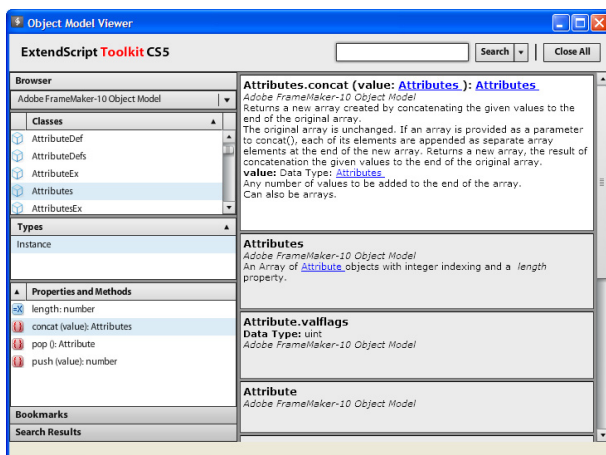 Object Model Viewer
ExtendScript Toolkit CS5
Search
Close All
Browser
Adobe FrameMaker-10 Object Model
Classes
AttributeDef
AttributeDefs
AttributeEx
Attributes
AttributesEx
Types
Instance
Properties and Methods
length: number
concat (value): Attributes
pop (): Attribute
push (value): number
Bookmarks
Search Results
Attributes.concat (value: Attributes ): Attributes
Adobe FrameMaker-10 Object Model
Returns a new array created by concatenating the given values to the
end of the original array.
The original array is unchanged. If an array is provided as a parameter
to concat(), each of its elements are appended as separate array
elements at the end of the new array. Returns a new array, the result of
concatenation the given values to the end of the original array.
value: Data Type: Attributes
Any number of values to be added to the end of the array.
Can also be arrays.
Attributes
Adobe FrameMaker-10 Object Model
An Array of Attribute objects with integer indexing and a length
property.
Attribute.valflags
Data Type: uint
Adobe FrameMaker-10 Object Model
Attribute
Adobe FrameMaker-10 Object Model